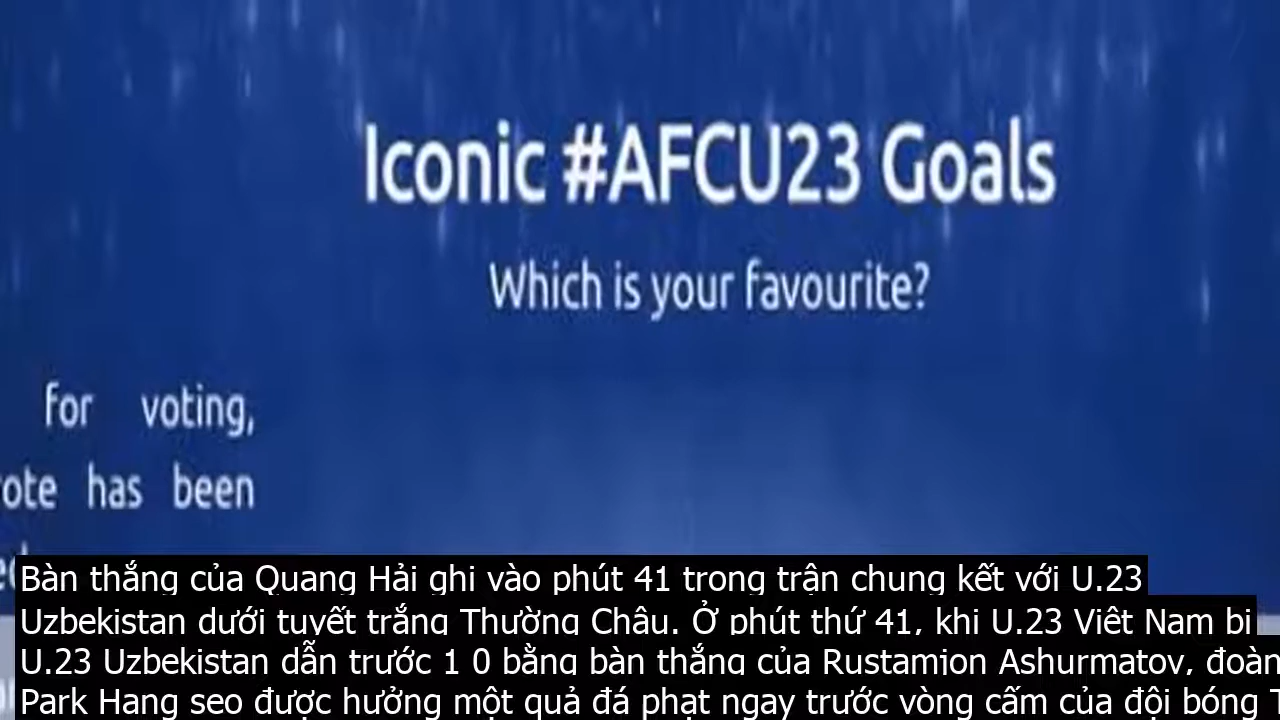 Iconic #AFCU23 Goals
Which is your favourite?
for voting,
has been
Bàn thắng của Quang Hải ghi vào phút 41 trong trận chung kết với U.23
Uzbekistan dưới tuyết trắng Thường Châu. Ở phút thứ 41, khi U.23 Việt Nam bị
U.23 Uzbekistan dẫn trước 1 0 bằng bàn thắng của Rustamjon Ashurmatov, đoàn
Park Hang seo được hưởng một quả đá phạt ngay trước vòng cấm của đội bóng